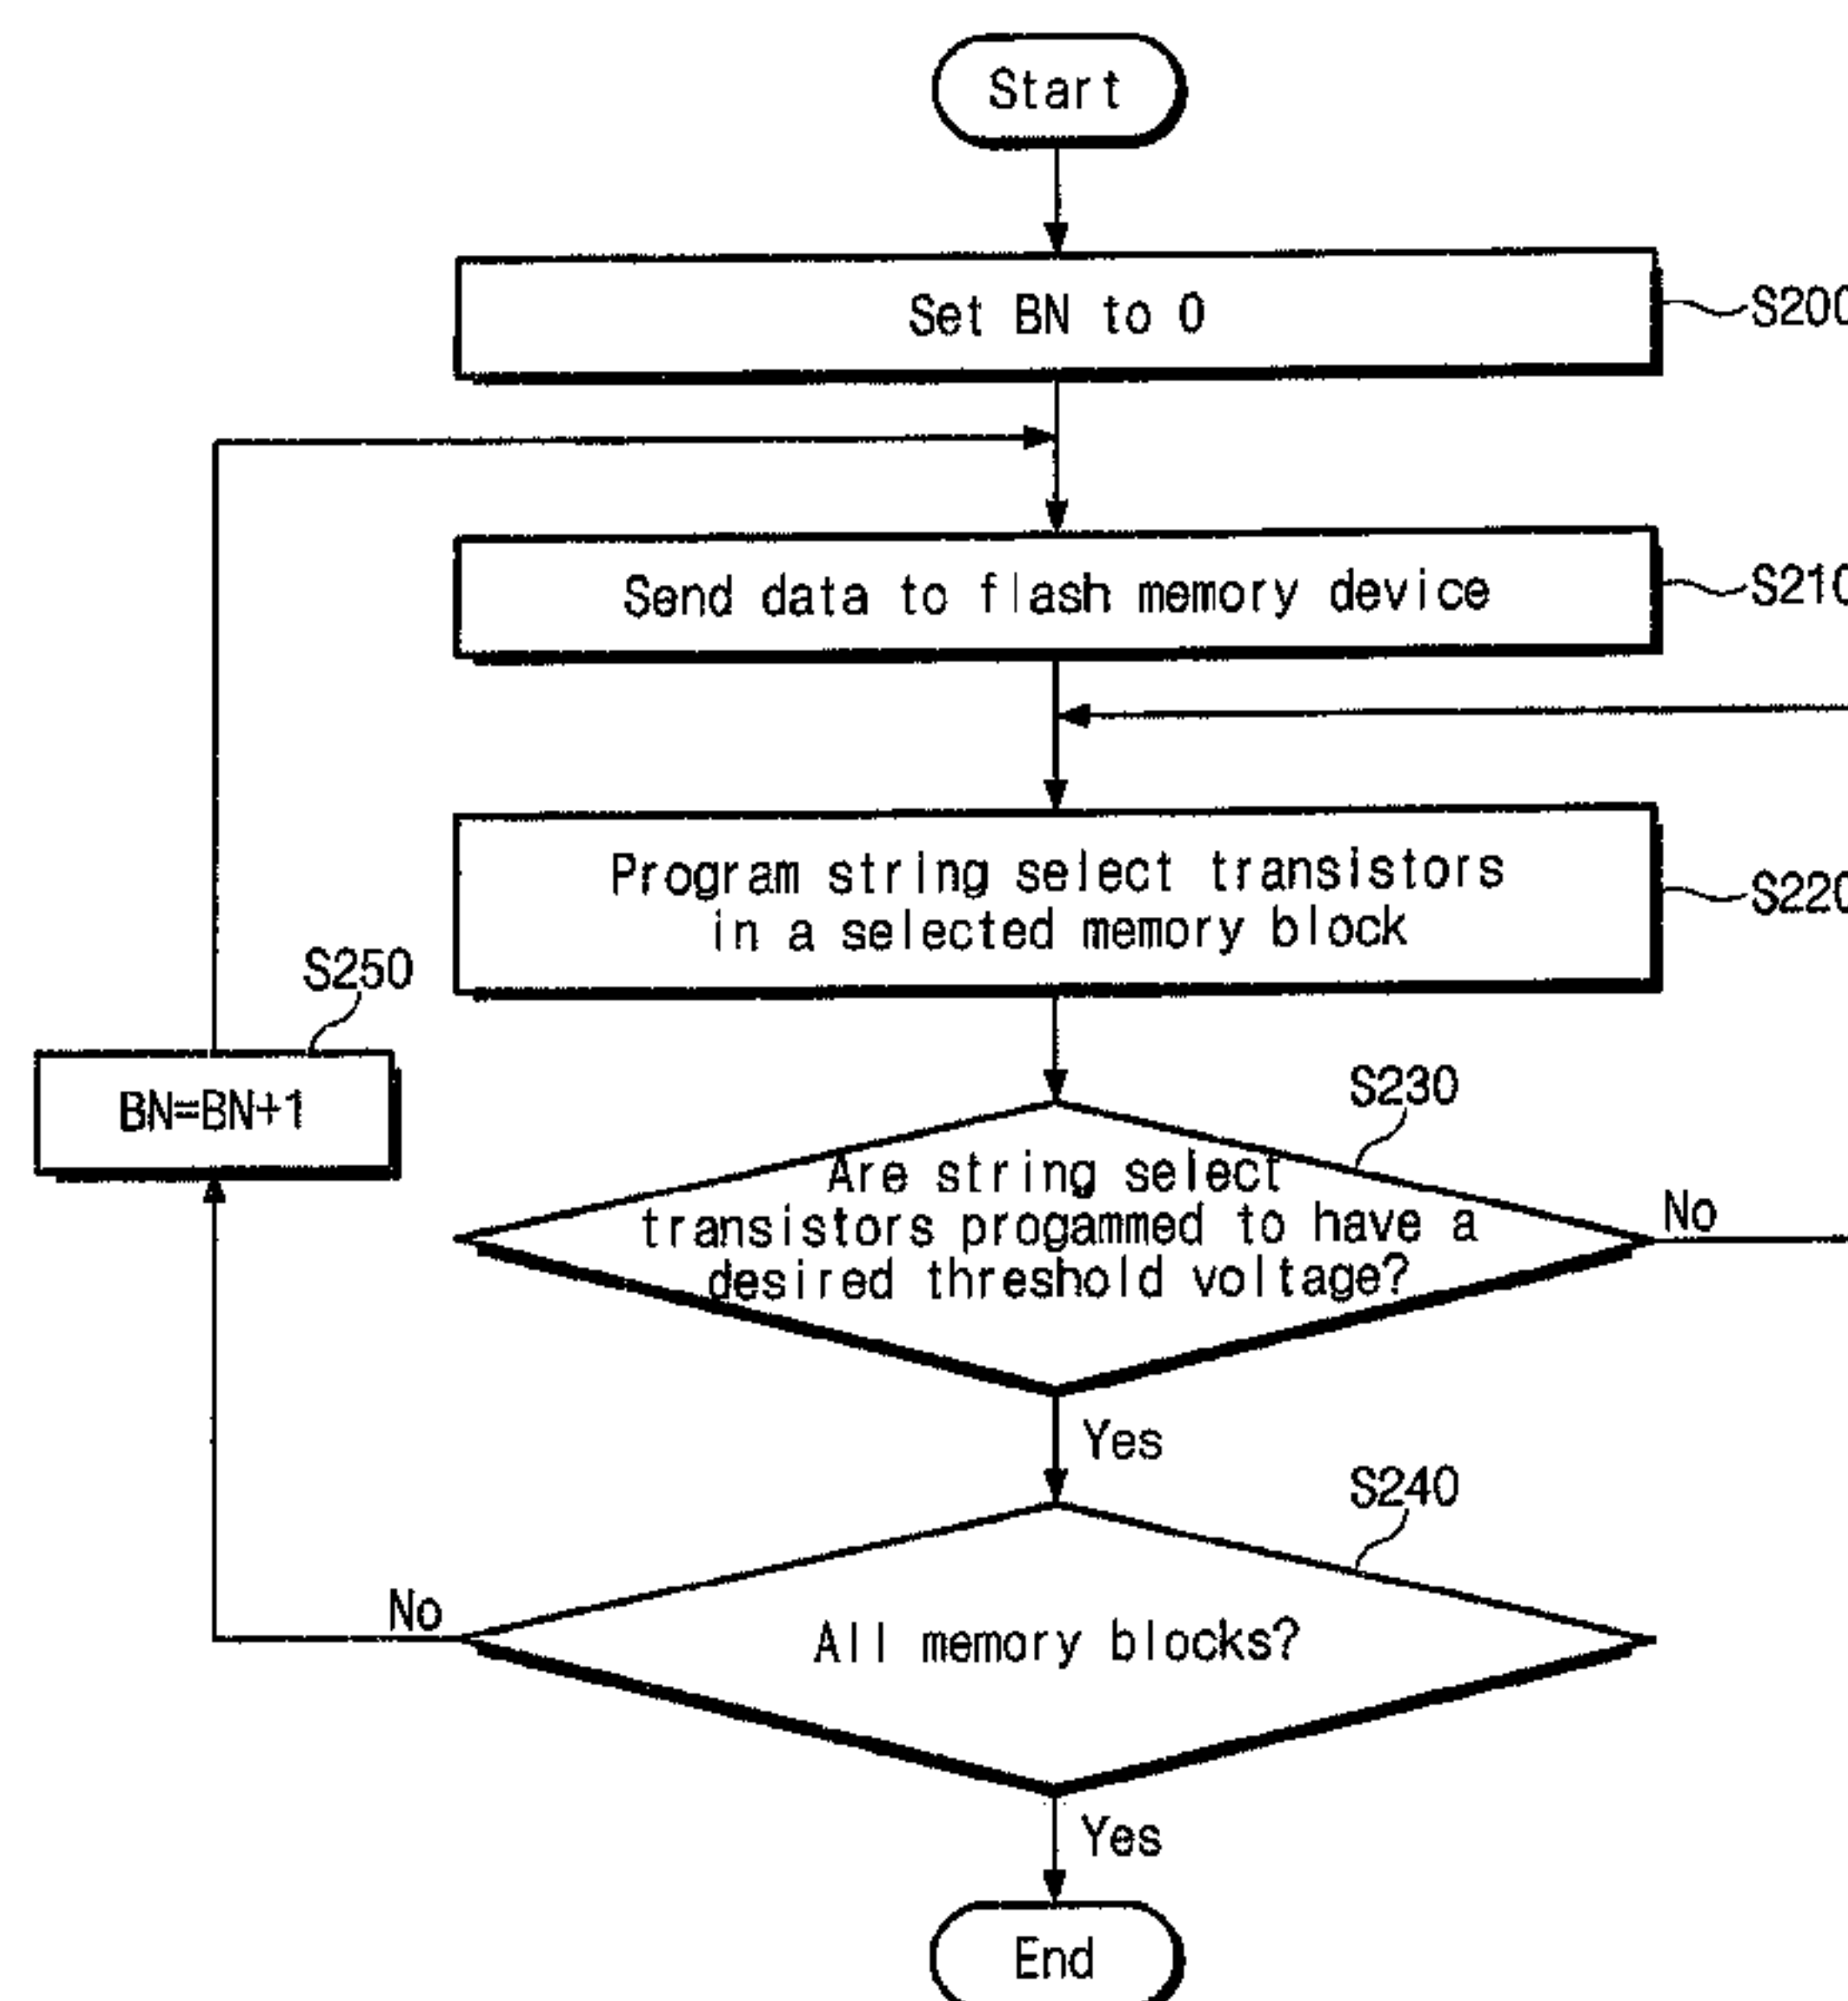 Start
Set BN to 0
S200
Send data to flash memory device
S210
Program string select transistors
in a selected memory block
S220
S250
BN=BN+1
S230
Are string select
transistors progammed to have a
desired threshold voltage?
No
Yes
S240
No
All memory blocks?
Yes
End